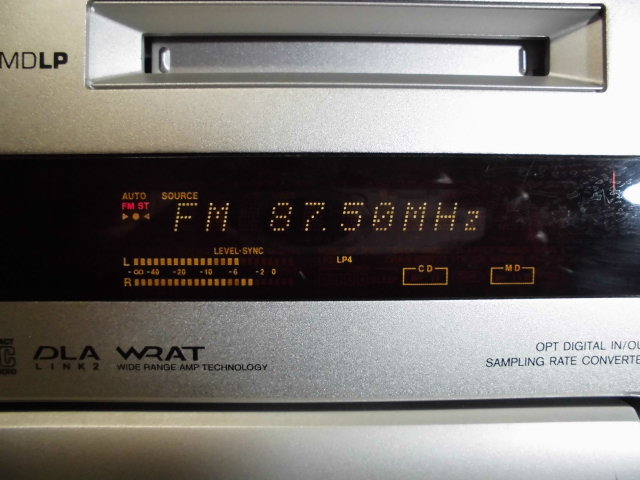 MDLP
AUTO SOURCE
FM ST
FM 87.50MHz
LEVEL-SYNC
L
-∞ -40 -20 -10 -6 -2 0
R
LP4
CD MD
DLA WRAT
LINK2 WIDE RANGE AMP TECHNOLOGY
OPT DIGITAL IN/OU
SAMPLING RATE CONVERTE